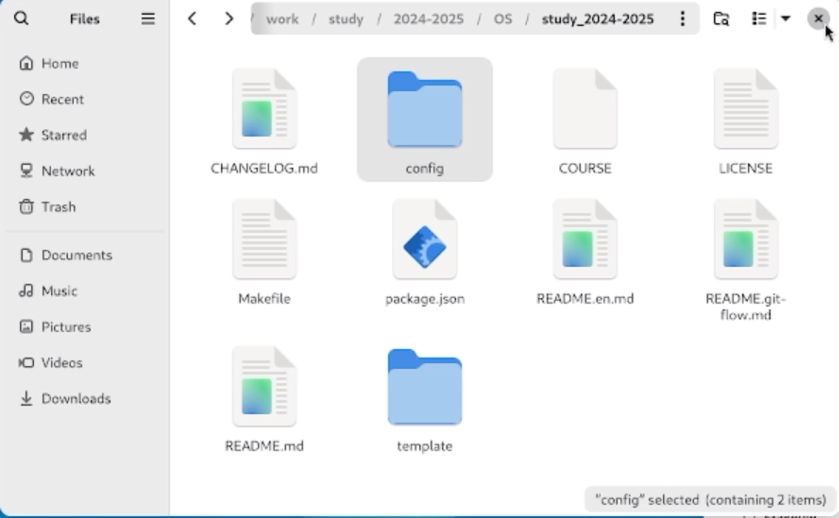 Files
work / study / 2024-2025 / OS / study_2024-2025
Home
Recent
Starred
Network
Trash
Documents
Music
Pictures
Videos
Downloads
CHANGELOG.md
config
COURSE
LICENSE
Makefile
package.json
README.en.md
README.git-
flow.md
README.md
template
“config” selected (containing 2 items)